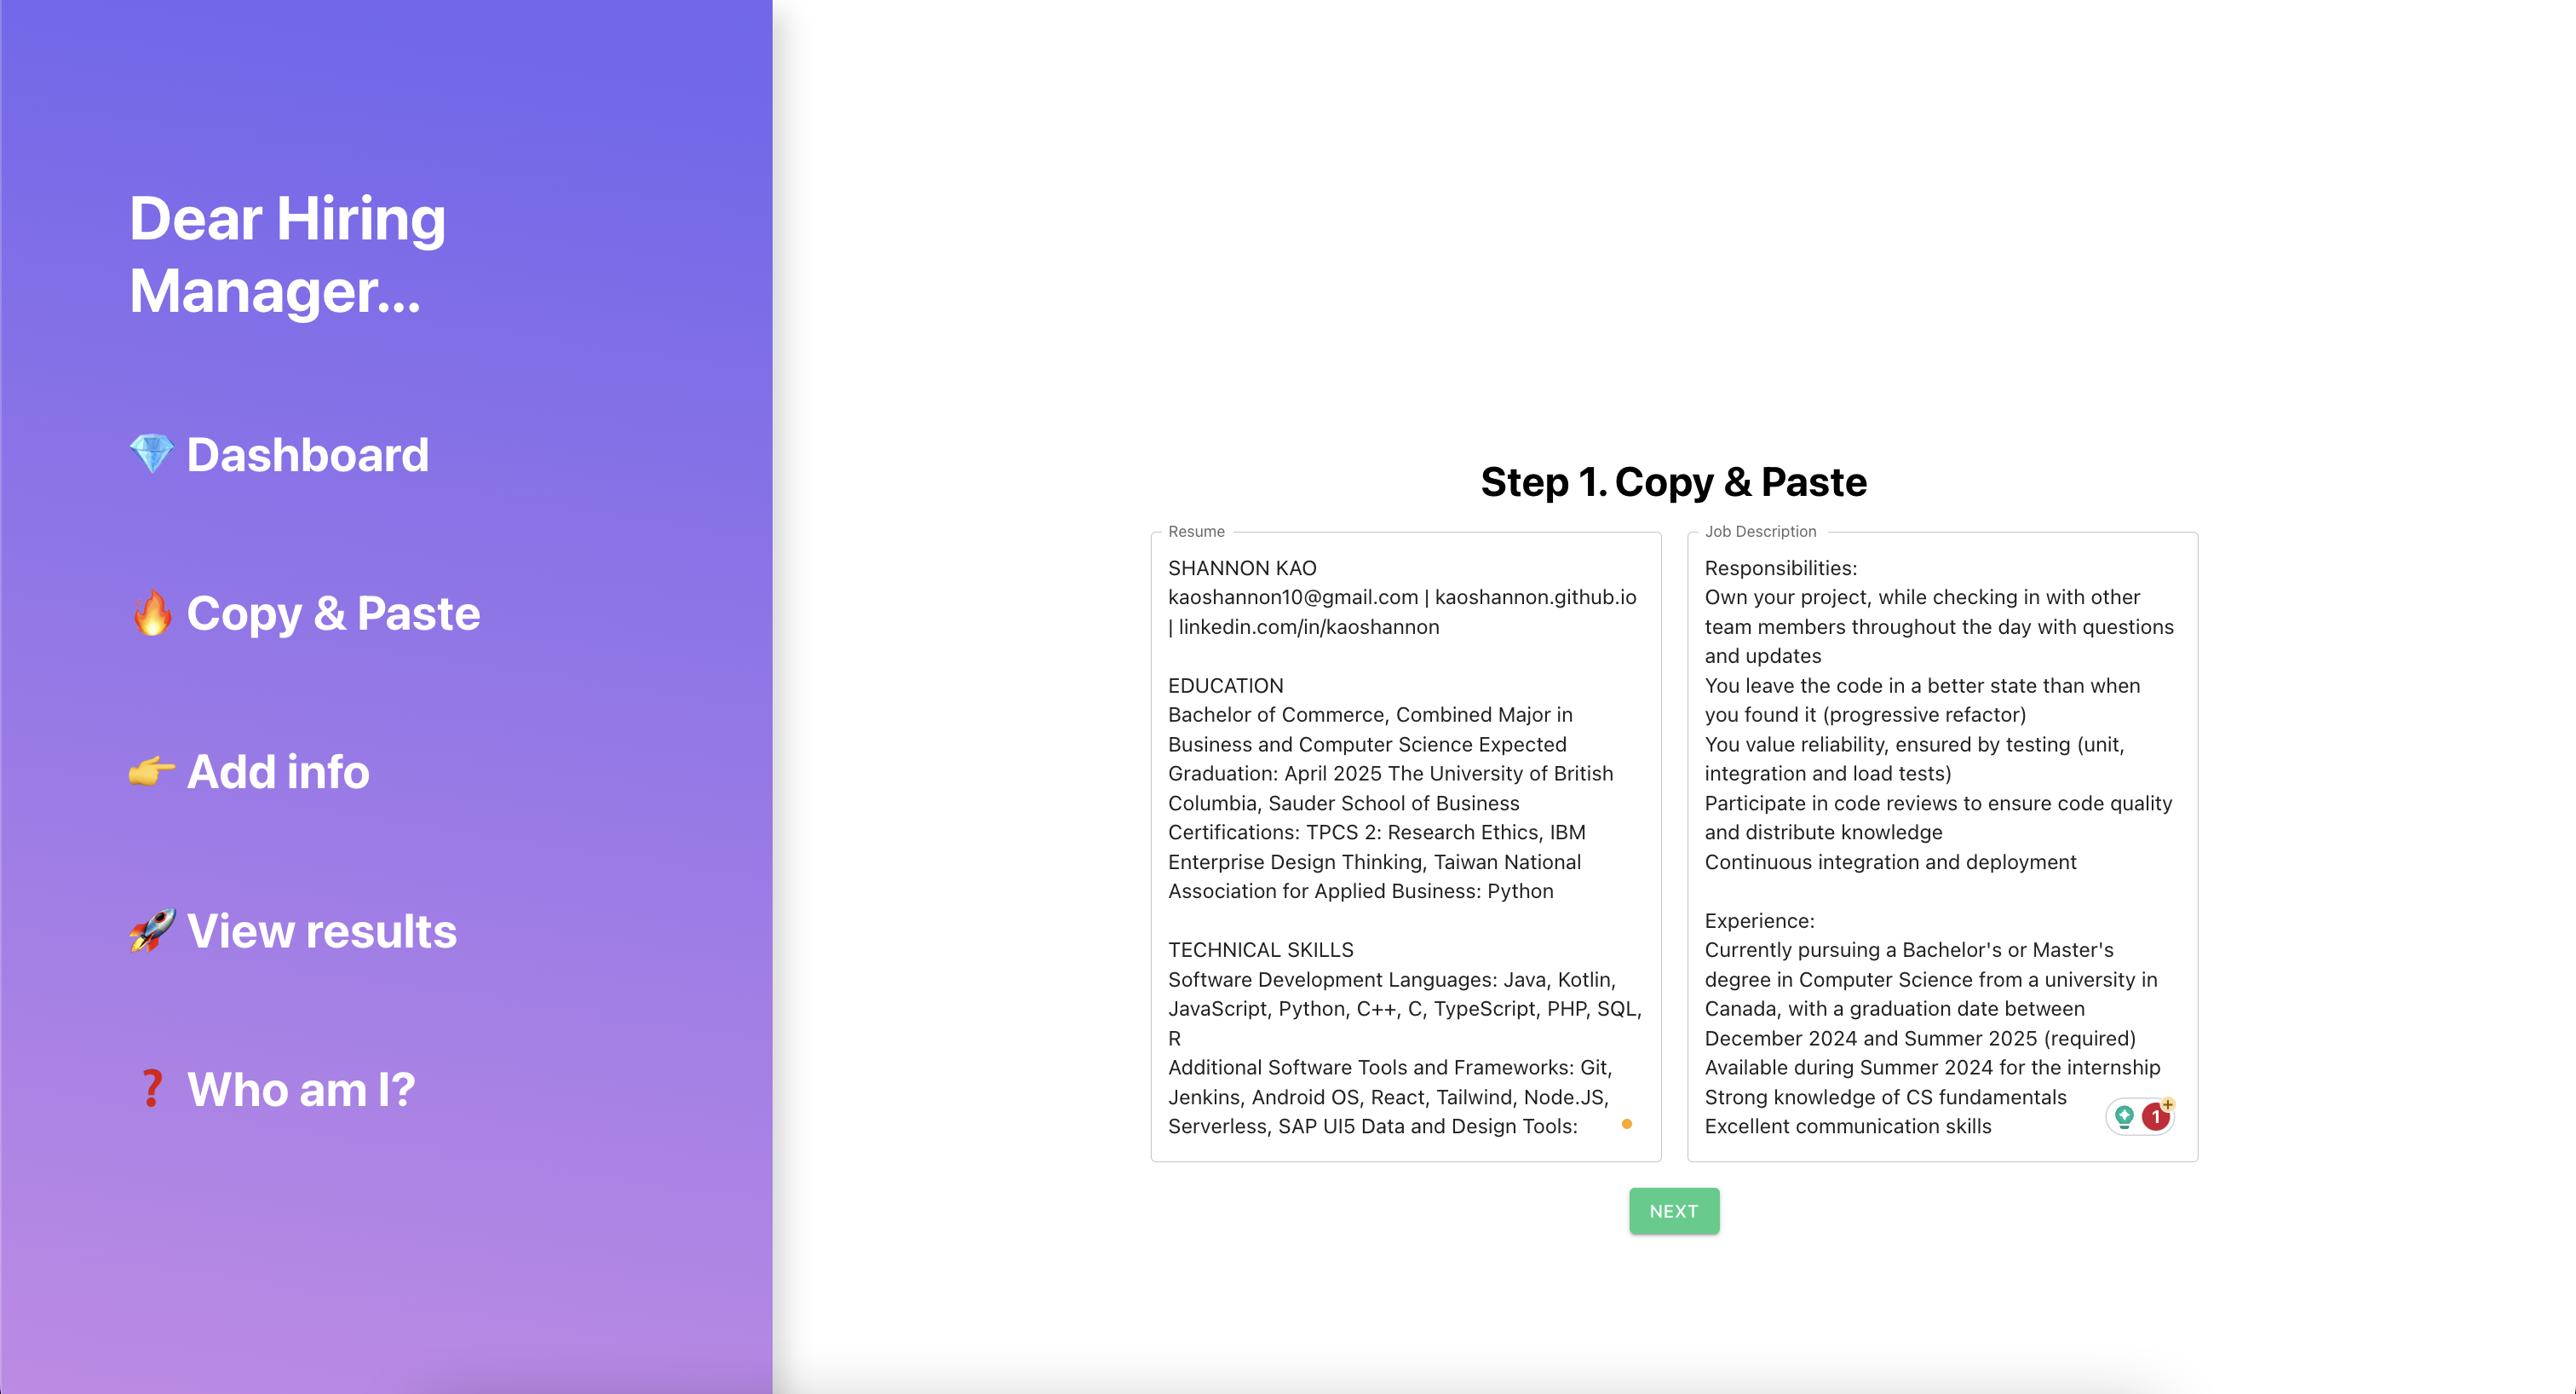 Dear Hiring
Manager...
Dashboard
Copy & Paste
Add info
View results
Who am I?
Step 1. Copy & Paste
Resume
SHANNON KAO
kaoshannon10@gmail.com | kaoshannon.github.io
| linkedin.com/in/kaoshannon
EDUCATION
Bachelor of Commerce, Combined Major in
Business and Computer Science Expected
Graduation: April 2025 The University of British
Columbia, Sauder School of Business
Certifications: TPCS 2: Research Ethics, IBM
Enterprise Design Thinking, Taiwan National
Association for Applied Business: Python
TECHNICAL SKILLS
Software Development Languages: Java, Kotlin,
JavaScript, Python, C++, C, TypeScript, PHP, SQL,
R
Additional Software Tools and Frameworks: Git,
Jenkins, Android OS, React, Tailwind, Node.JS,
Serverless, SAP UI5 Data and Design Tools:
Job Description
Responsibilities:
Own your project, while checking in with other
team members throughout the day with questions
and updates
You leave the code in a better state than when
you found it (progressive refactor)
You value reliability, ensured by testing (unit,
integration and load tests)
Participate in code reviews to ensure code quality
and distribute knowledge
Continuous integration and deployment
Experience:
Currently pursuing a Bachelor's or Master's
degree in Computer Science from a university in
Canada, with a graduation date between
December 2024 and Summer 2025 (required)
Available during Summer 2024 for the internship
Strong knowledge of CS fundamentals
Excellent communication skills
1
NEXT